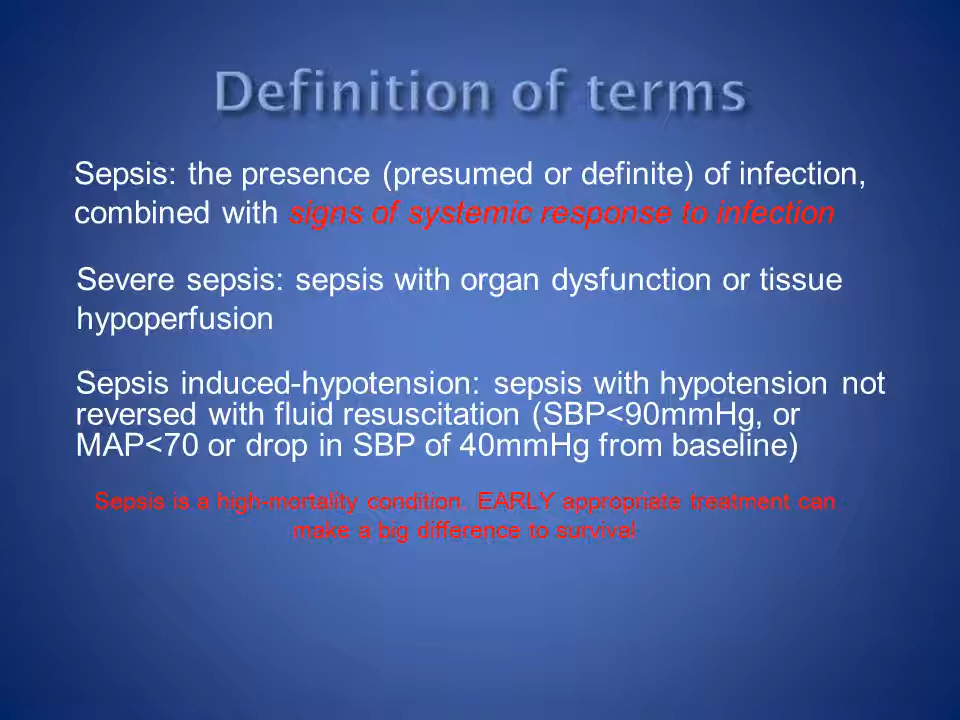 Definition of terms
Sepsis: the presence (presumed or definite) of infection,
combined with signs of systemic response to infection
Severe sepsis: sepsis with organ dysfunction or tissue
hypoperfusion
Sepsis induced-hypotension: sepsis with hypotension not
reversed with fluid resuscitation (SBP<90mmHg, or
MAP<70 or drop in SBP of 40mmHg from baseline)
Sepsis is a high-mortality condition. EARLY appropriate treatment can
make a big difference to survival